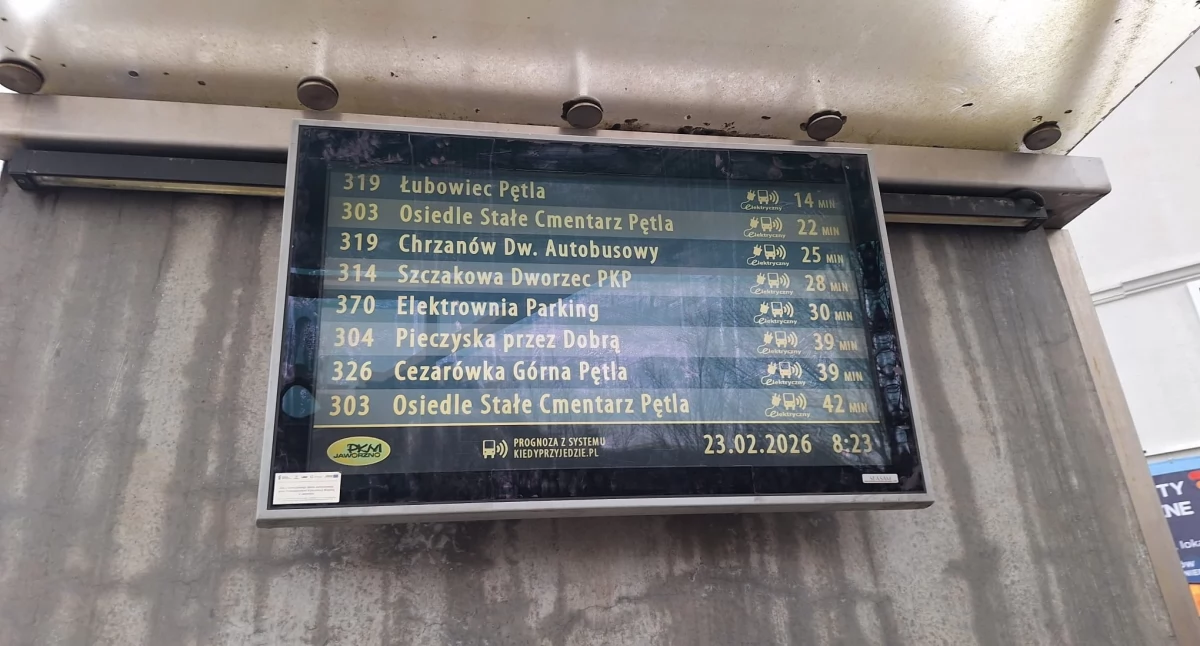 319 Łubowiec Pętla elektryczny 14 MIN
303 Osiedle Stałe Cmentarz Pętla elektryczny 22 MIN
319 Chrzanów Dw. Autobusowy elektryczny 25 MIN
314 Szczakowa Dworzec PKP elektryczny 28 MIN
370 Elektrownia Parking elektryczny 30 MIN
304 Pieczyska przez Dobrą elektryczny 39 MIN
326 Cezarówka Górna Pętla elektryczny 39 MIN
303 Osiedle Stałe Cmentarz Pętla elektryczny 42 MIN
PKM
JAWORZNO
PROGNOZA Z SYSTEMU
KIEDYPRZYJEDZIE.PL
23.02.2026 8:23
TY
ZNE
loka